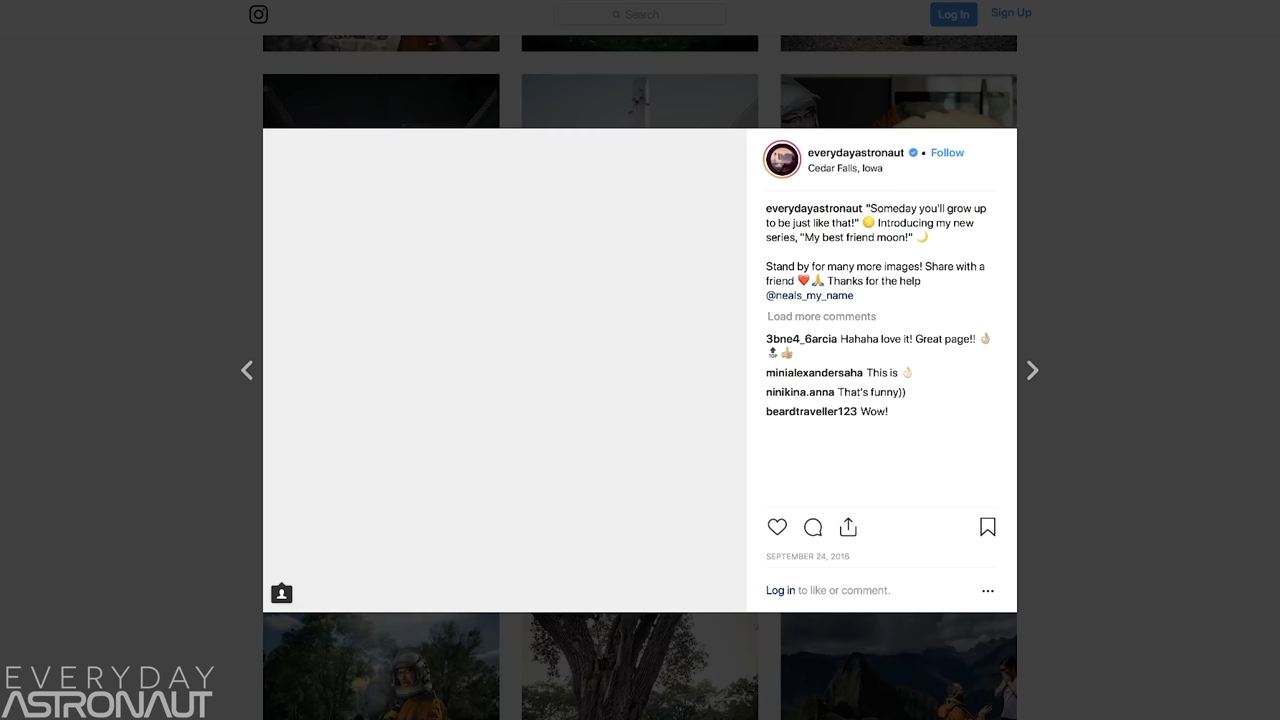 Search
Log In
Sign Up
everydayastronaut • Follow
Cedar Falls, Iowa
everydayastronaut "Someday you'll grow up
to be just like that!" 🌕 Introducing my new
series, "My best friend moon!" 🌙
Stand by for many more images! Share with a
friend ❤️🙏 Thanks for the help
@neals_my_name
Load more comments
3bne4_6arcia Hahaha love it! Great page!! 👌🏼
🔝👍🏼
minialexandersaha This is 👌🏻
ninikina.anna That's funny))
beardtraveller123 Wow!
SEPTEMBER 24, 2016
Log in to like or comment.
EVERYDAY
ASTRONAUT